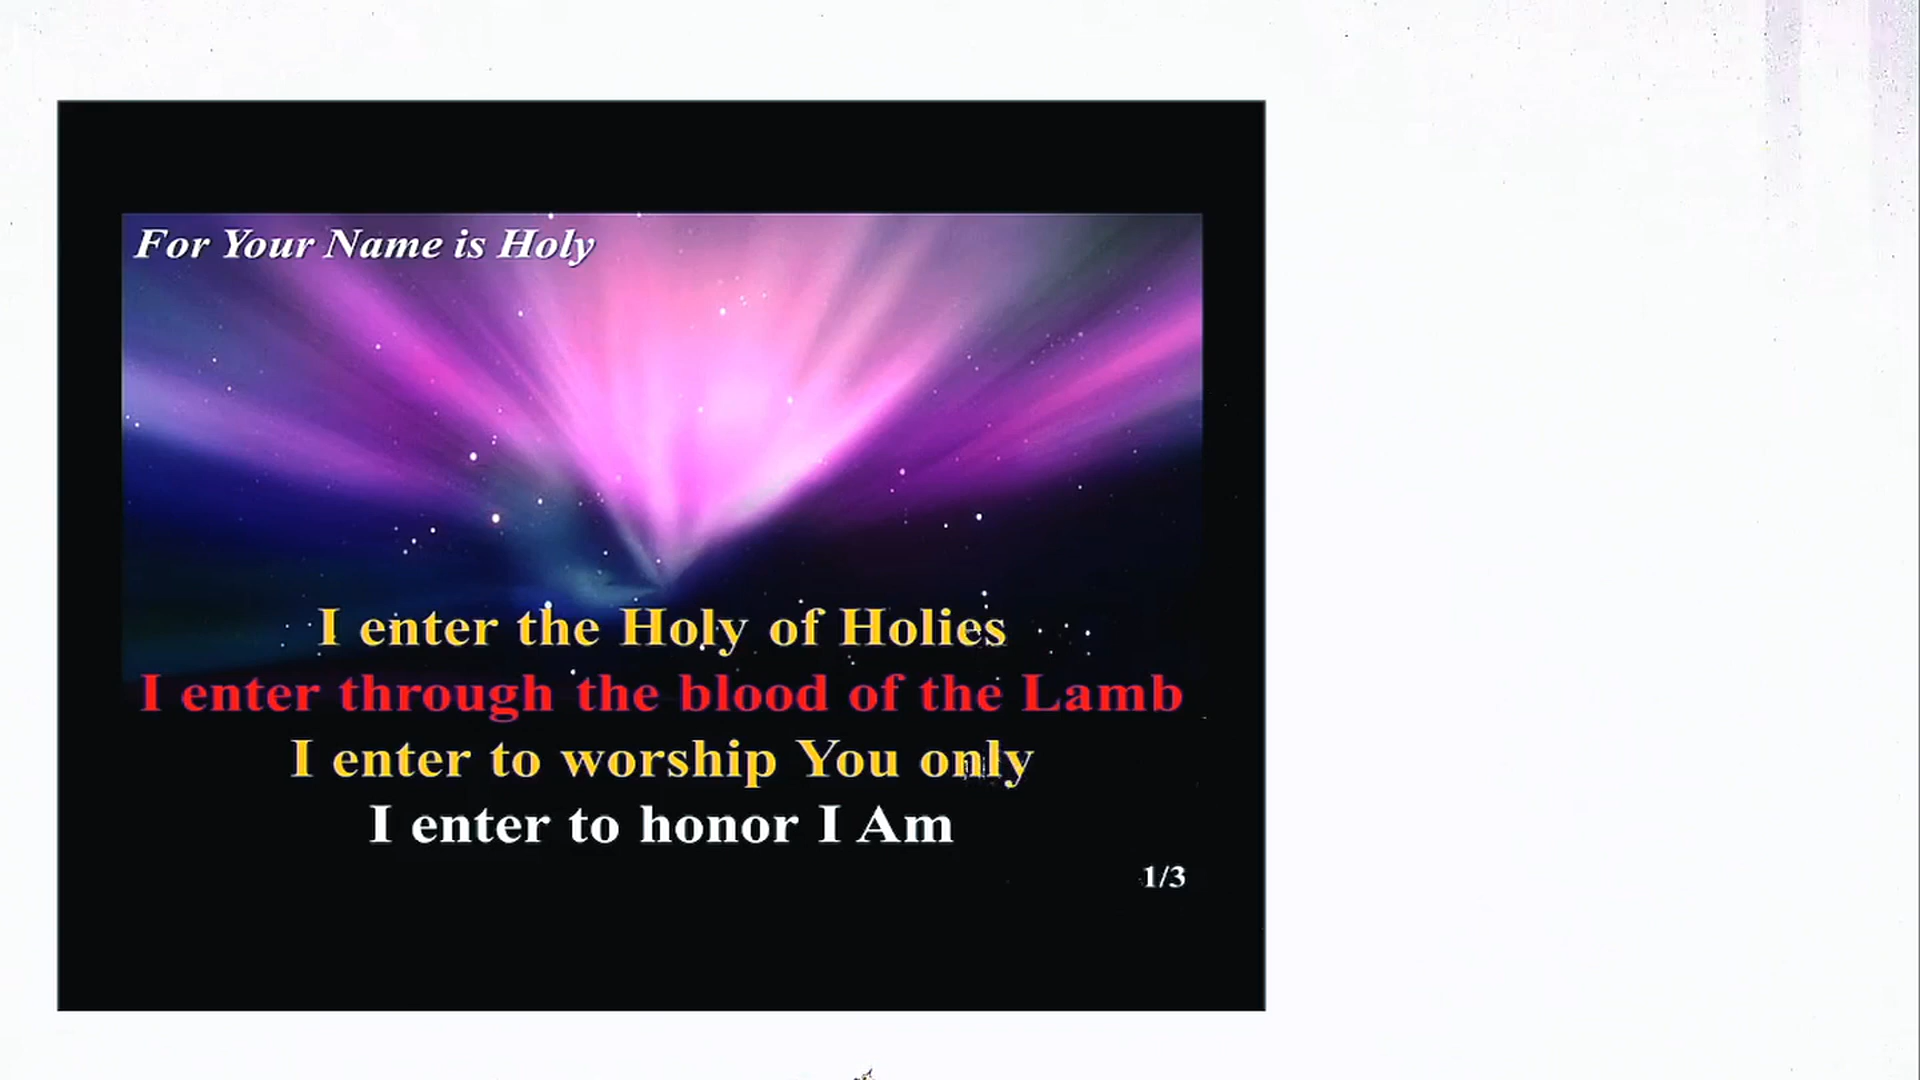 For Your Name is Holy
I enter the Holy of Holies
I enter through the blood of the Lamb
I enter to worship You only
I enter to honor I Am
1/3